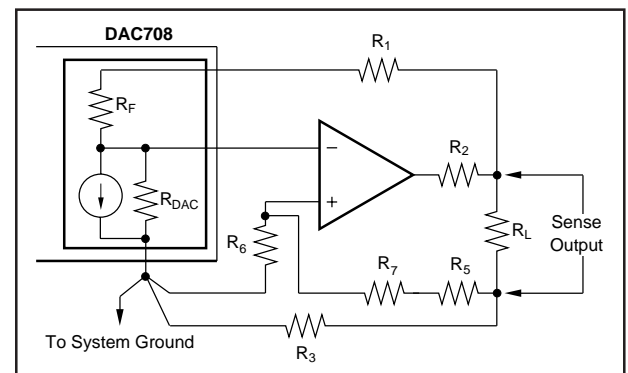 DAC708
R1
RF
R2
RDAC
RL
Sense
Output
R6
R7
R5
R3
To System Ground
−
+